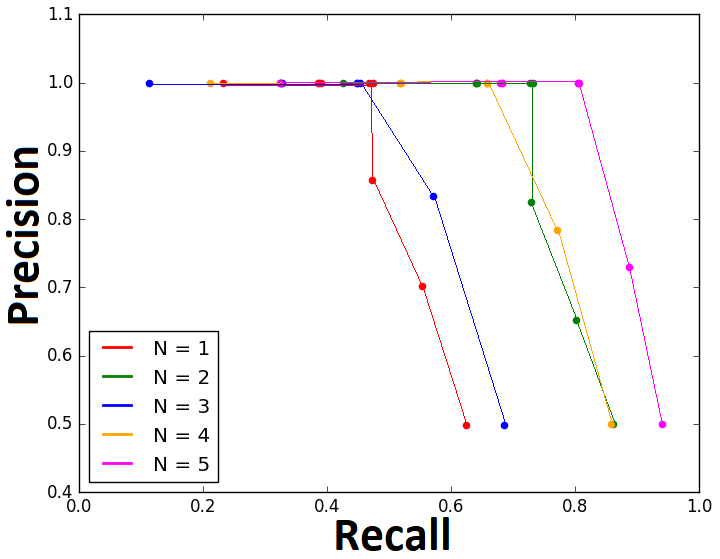 1.1
1.0
0.9
0.8
0.7
0.6
0.5
0.4
Precision
N = 1
N = 2
N = 3
N = 4
N = 5
0.0 0.2 0.4 0.6 0.8 1.0
Recall